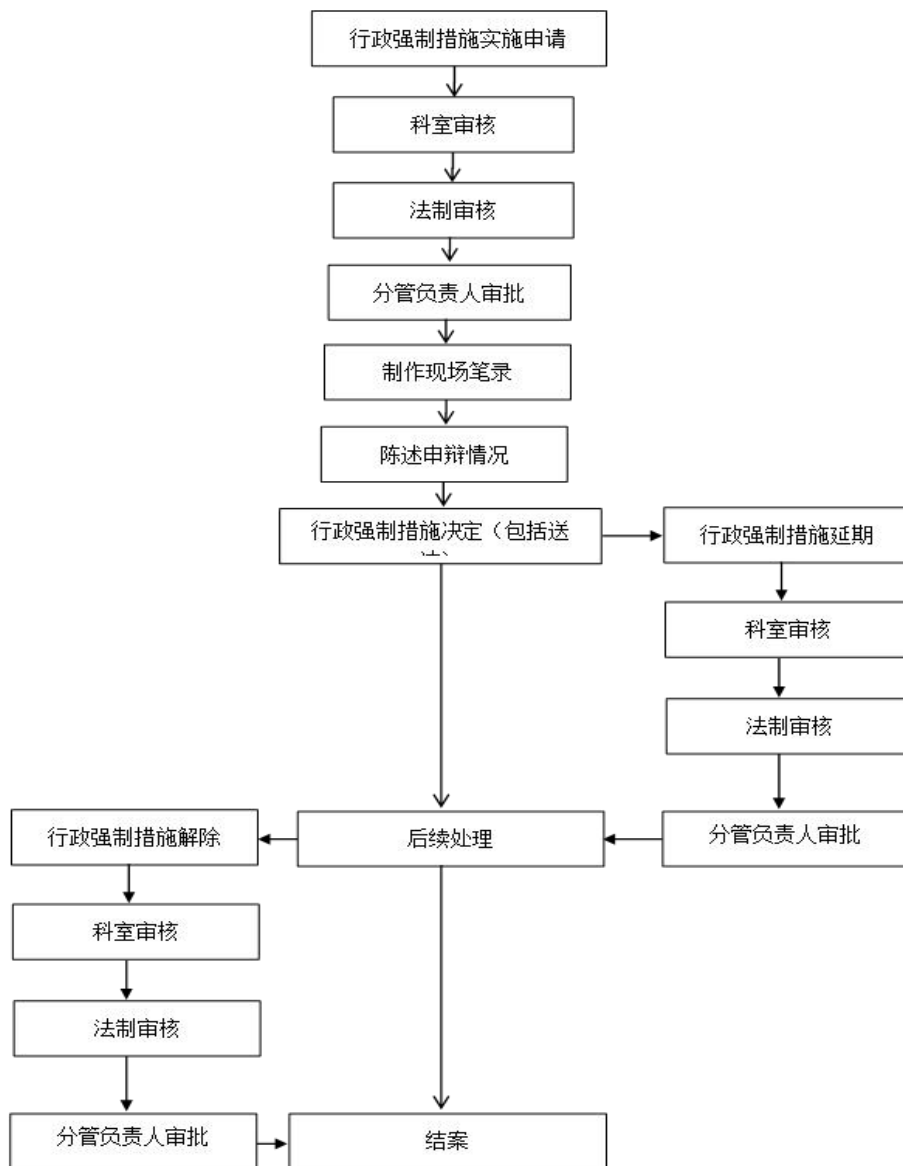 行政强制措施实施申请
科室审核
法制审核
分管负责人审批
制作现场笔录
陈述申辩情况
行政强制措施决定（包括送
行政强制措施延期
科室审核
法制审核
分管负责人审批
后续处理
行政强制措施解除
科室审核
法制审核
分管负责人审批
结案